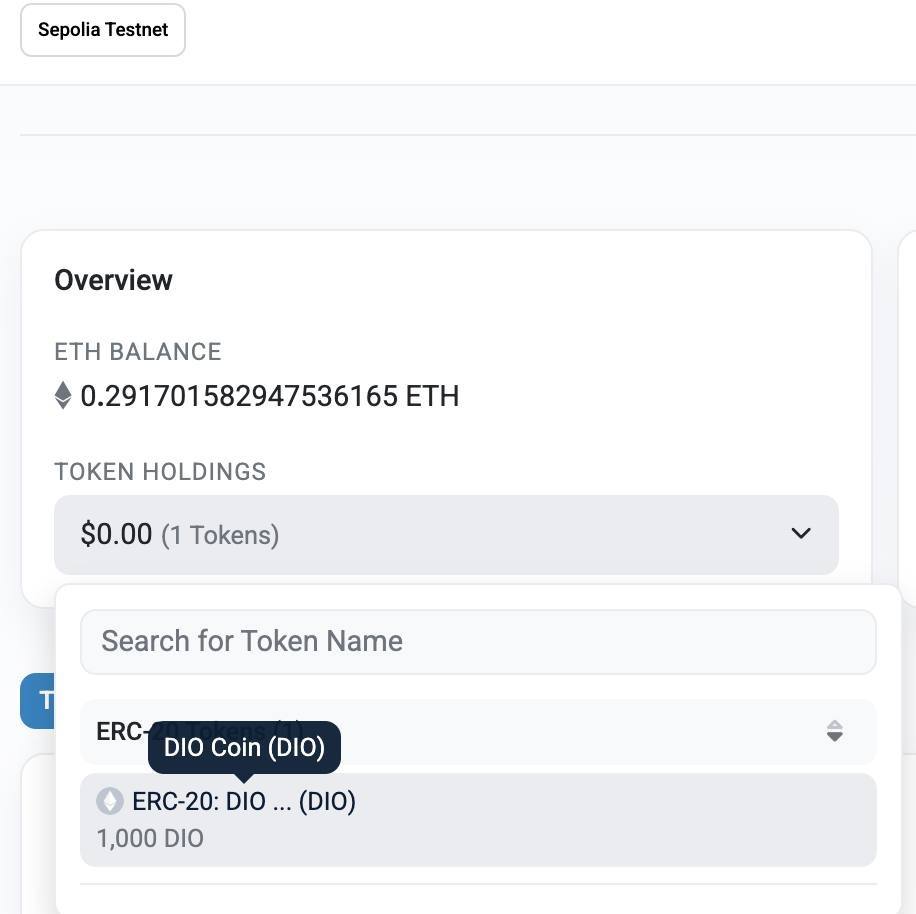 Sepolia Testnet
Overview
ETH BALANCE
0.291701582947536165 ETH
TOKEN HOLDINGS
$0.00 (1 Tokens)
Search for Token Name
T
ERC-20 Tokens (1)
DIO Coin (DIO)
ERC-20: DIO ... (DIO)
1,000 DIO